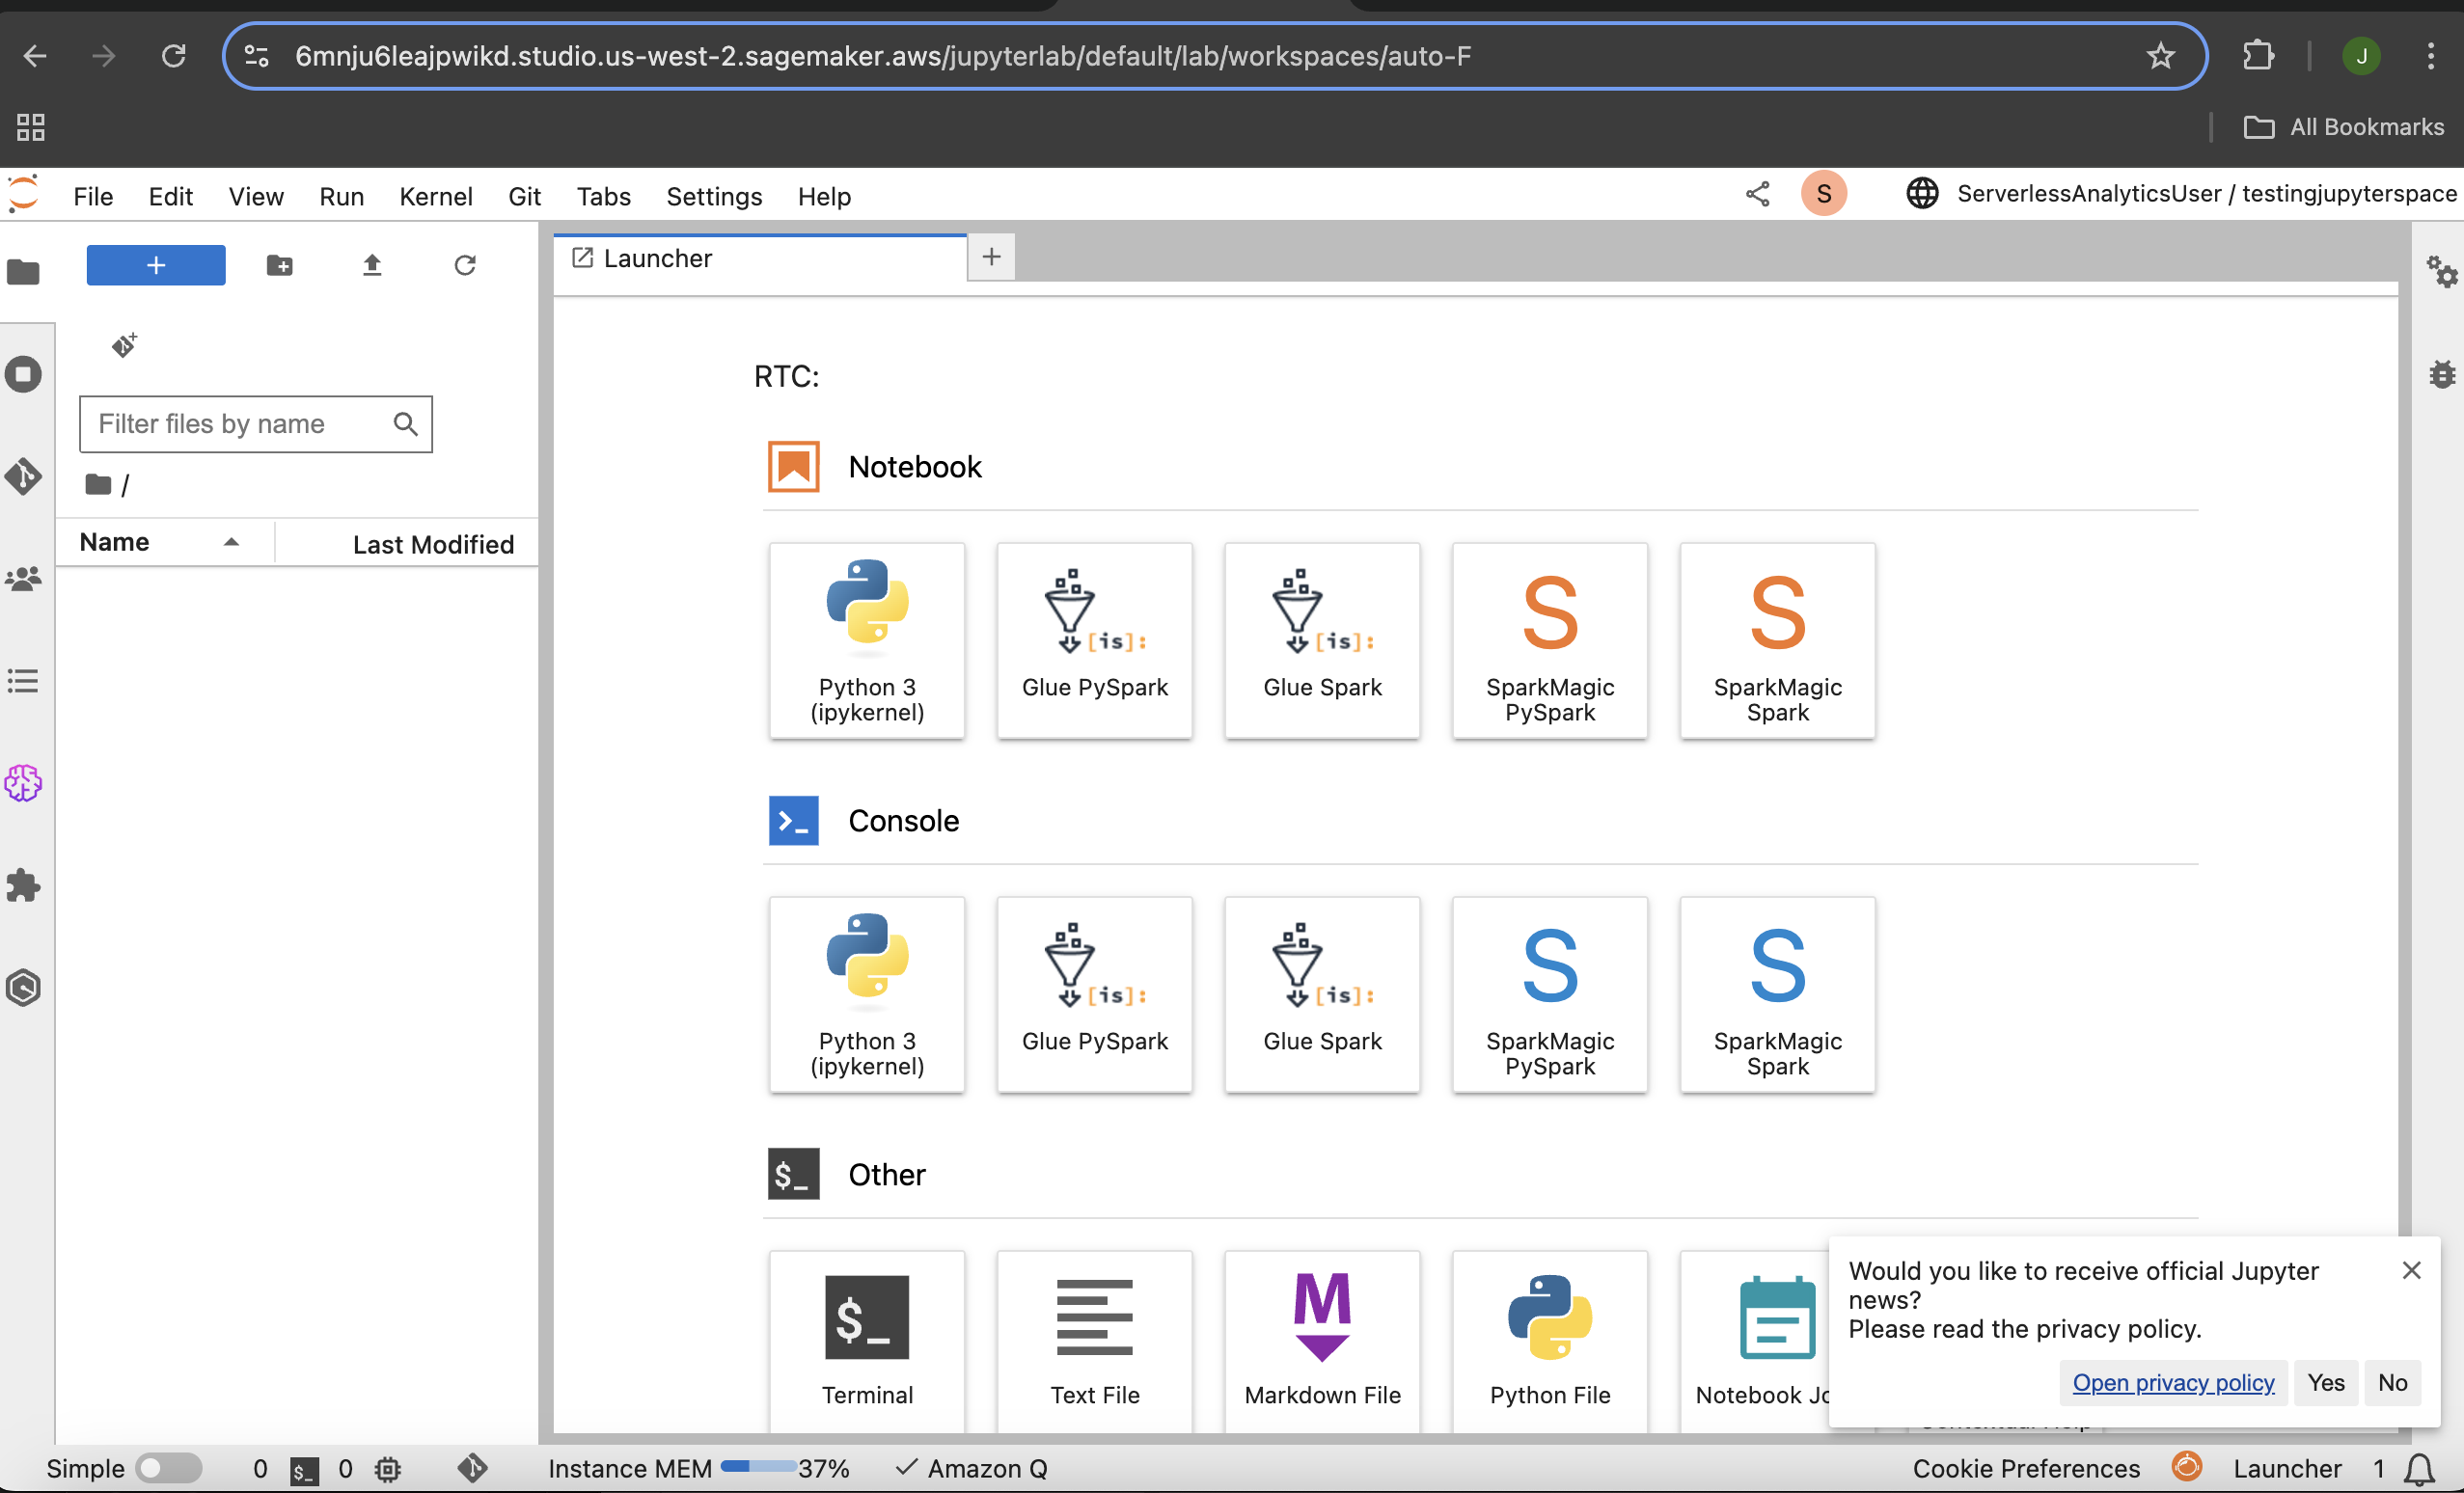 6mnju6leajpwikd.studio.us-west-2.sagemaker.aws/jupyterlab/default/lab/workspaces/auto-F
J
All Bookmarks
File Edit View Run Kernel Git Tabs Settings Help
S
ServerlessAnalyticsUser / testingjupyterspace
Launcher
Filter files by name
/
Name
Last Modified
RTC:
Notebook
[is]:
[is]:
S
S
Python 3
(ipykernel)
Glue PySpark
Glue Spark
SparkMagic
PySpark
SparkMagic
Spark
>_
Console
[is]:
[is]:
S
S
Python 3
(ipykernel)
Glue PySpark
Glue Spark
SparkMagic
PySpark
SparkMagic
Spark
$_
Other
$_
M
Terminal
Text File
Markdown File
Python File
Notebook Jo
Would you like to receive official Jupyter
news?
Please read the privacy policy.
Open privacy policy
Yes
No
Simple
0
$_
0
Instance MEM
37%
Amazon Q
Cookie Preferences
Launcher
1